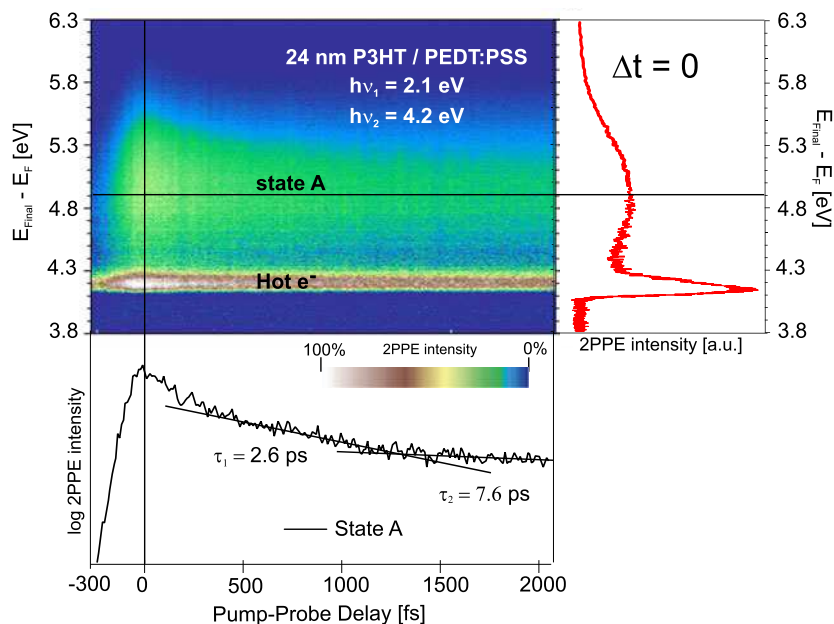 6.3
5.8
5.3
4.8
4.3
3.8
E_Final - E_F [eV]
24 nm P3HT / PEDT:PSS
hν₁ = 2.1 eV
hν₂ = 4.2 eV
state A
Hot e⁻
Δt = 0
6.3
5.8
5.3
4.8
4.3
3.8
E_Final - E_F [eV]
2PPE intensity [a.u.]
100%
2PPE intensity
0%
log 2PPE intensity
τ₁ = 2.6 ps
τ₂ = 7.6 ps
State A
-300
0
500
1000
1500
2000
Pump-Probe Delay [fs]